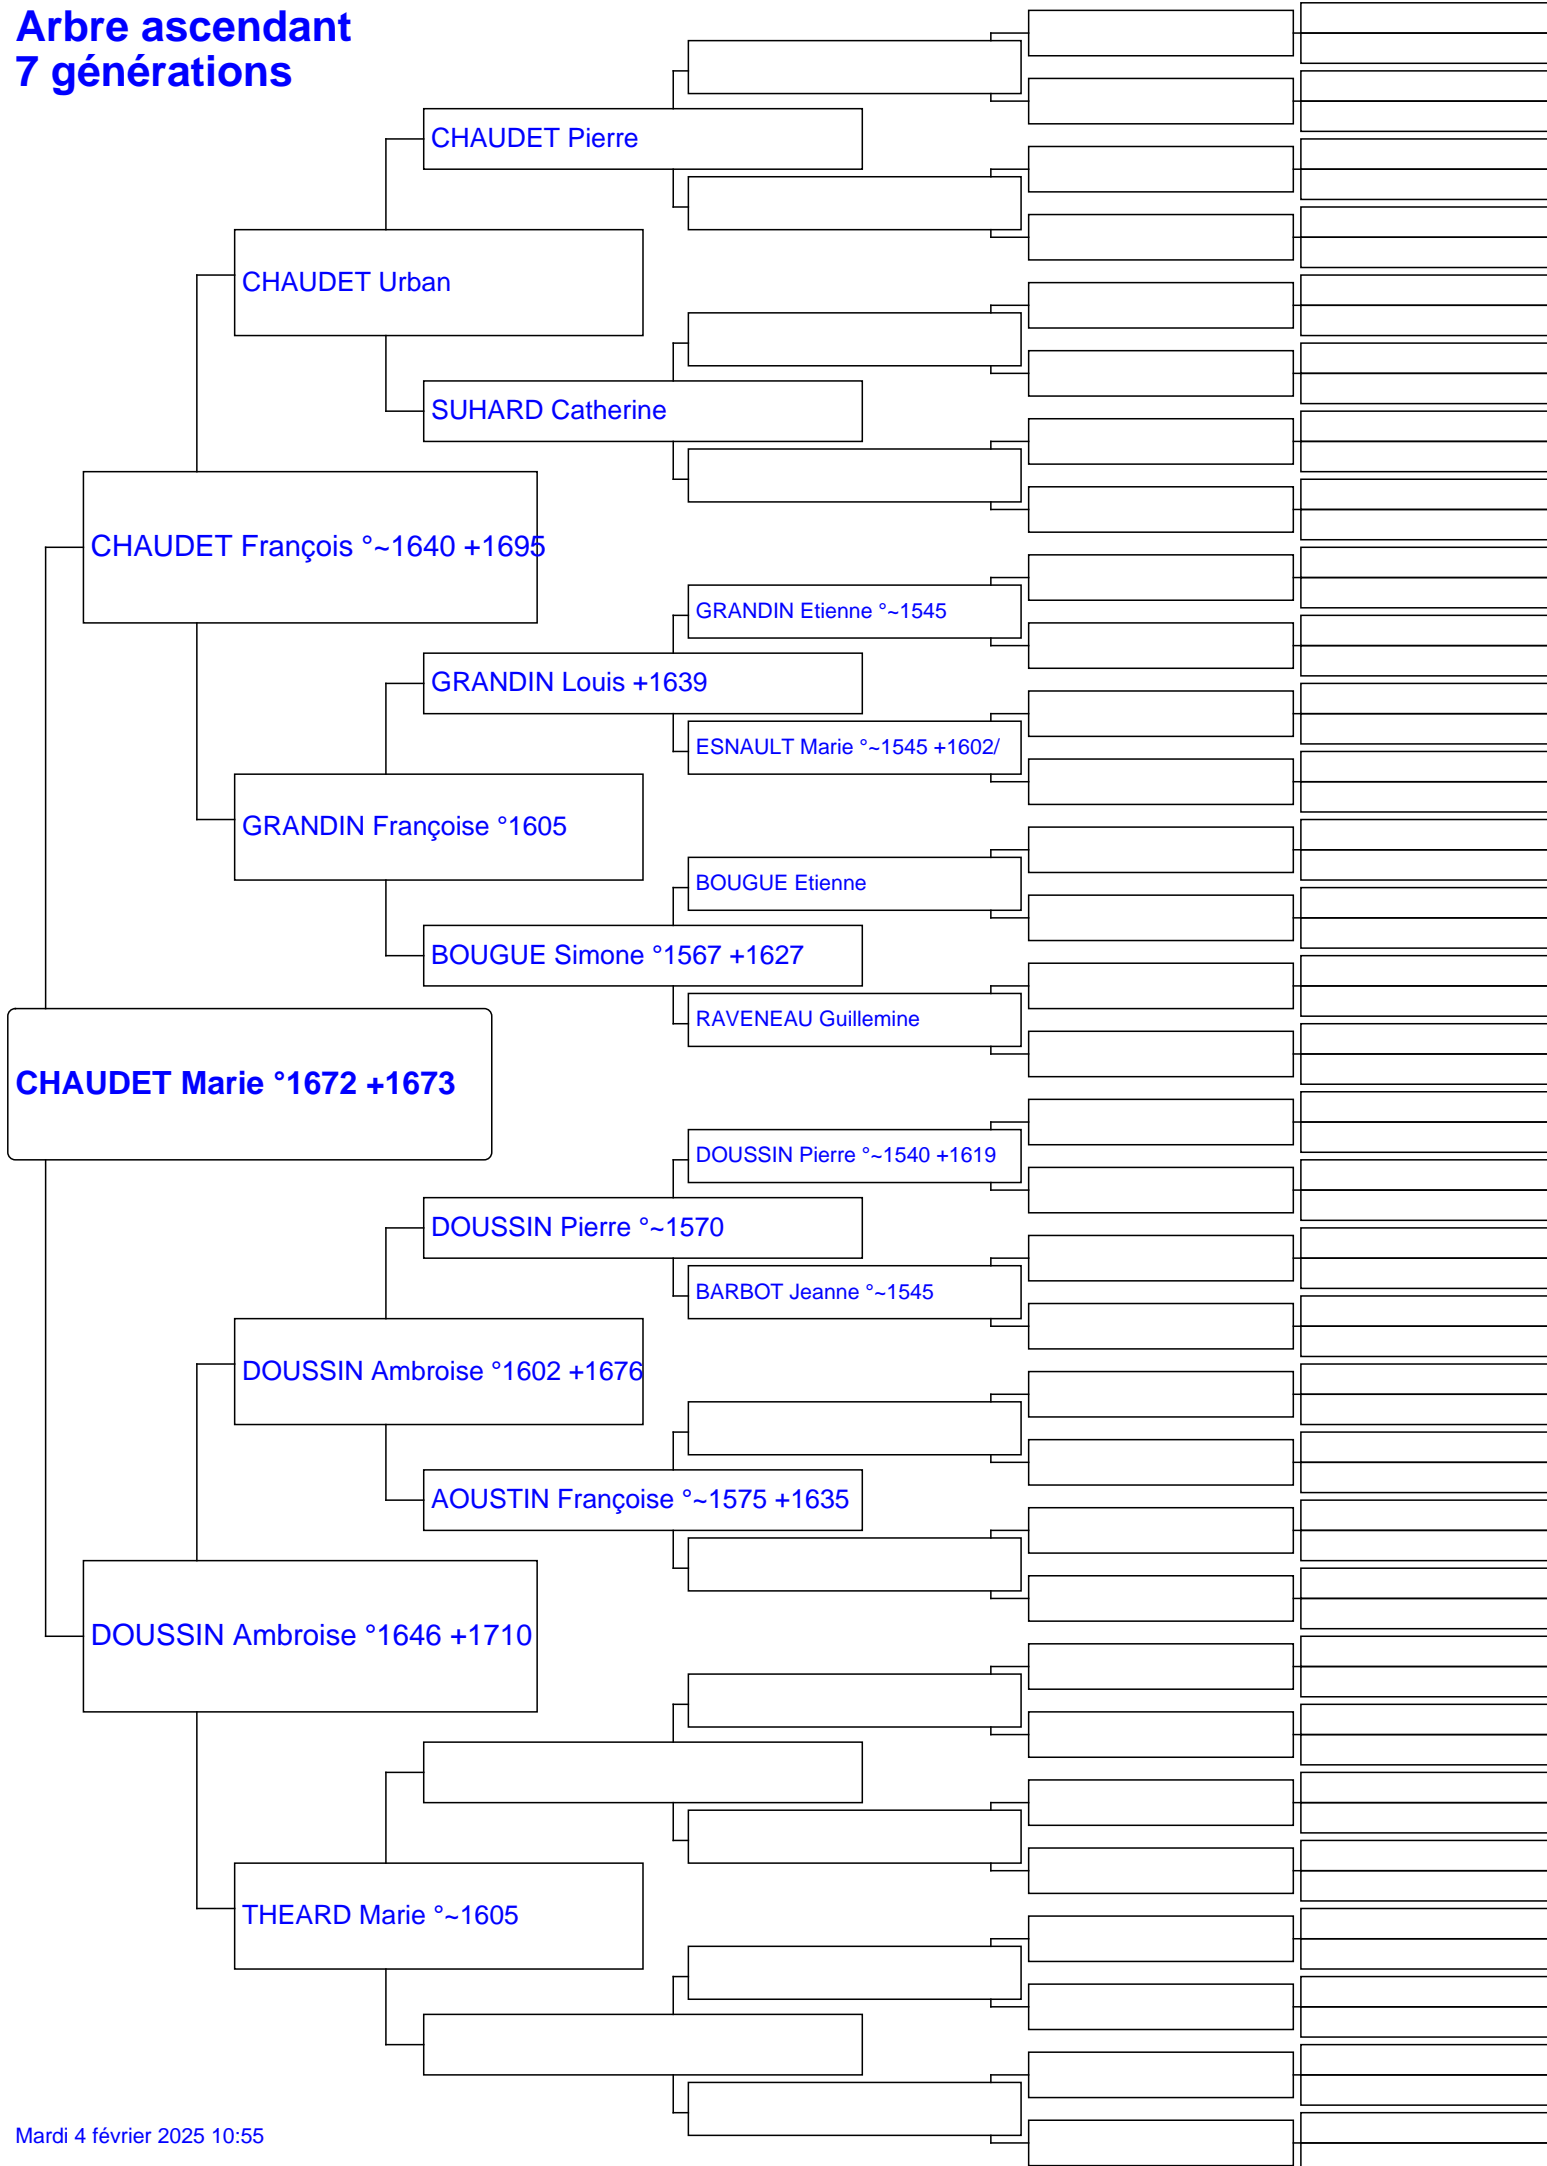 Arbre ascendant
7 générations
CHAUDET Pierre
CHAUDET Urban
SUHARD Catherine
CHAUDET François °~1640 +1695
GRANDIN Etienne °~1545
GRANDIN Louis +1639
ESNAULT Marie °~1545 +1602/
GRANDIN Françoise °1605
BOUGUE Etienne
BOUGUE Simone °1567 +1627
RAVENEAU Guillemine
CHAUDET Marie °1672 +1673
DOUSSIN Pierre °~1540 +1619
DOUSSIN Pierre °~1570
BARBOT Jeanne °~1545
DOUSSIN Ambroise °1602 +1676
AOUSTIN Françoise °~1575 +1635
DOUSSIN Ambroise °1646 +1710
THEARD Marie °~1605
Mardi 4 février 2025 10:55